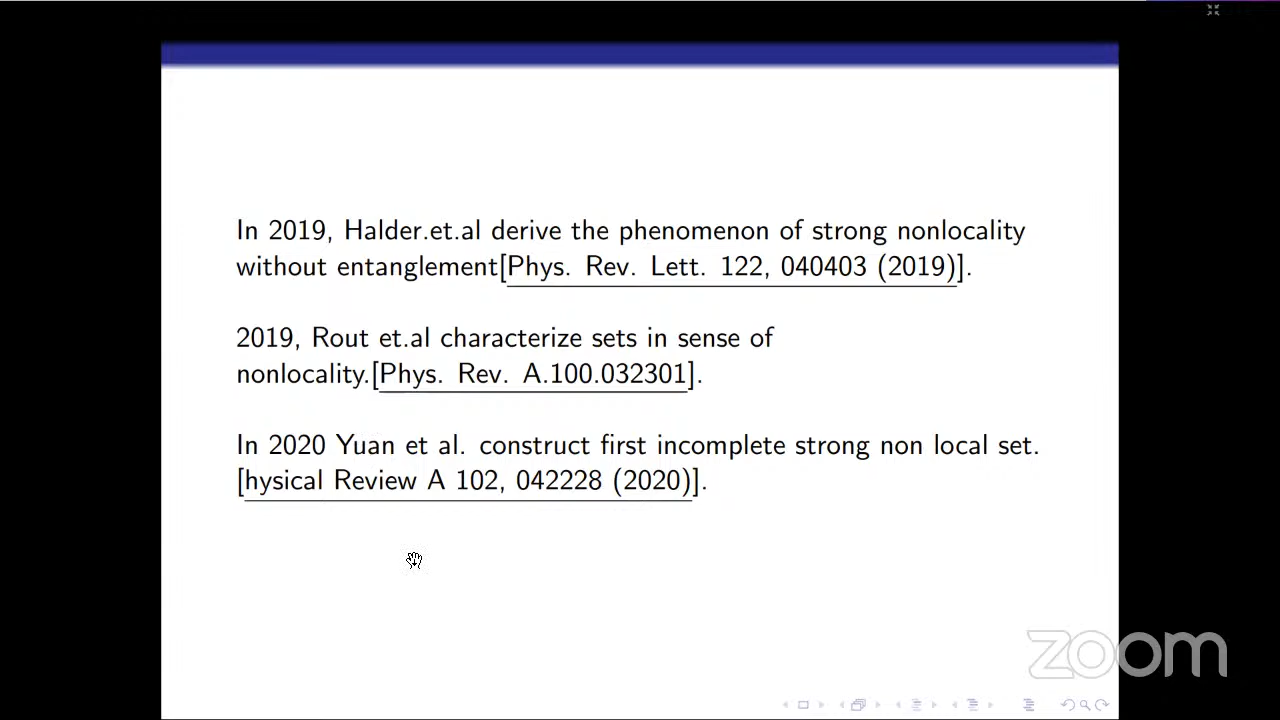 In 2019, Halder.et.al derive the phenomenon of strong nonlocality
without entanglement[Phys. Rev. Lett. 122, 040403 (2019)].
2019, Rout et.al characterize sets in sense of
nonlocality.[Phys. Rev. A.100.032301].
In 2020 Yuan et al. construct first incomplete strong non local set.
[hysical Review A 102, 042228 (2020)].
zoom